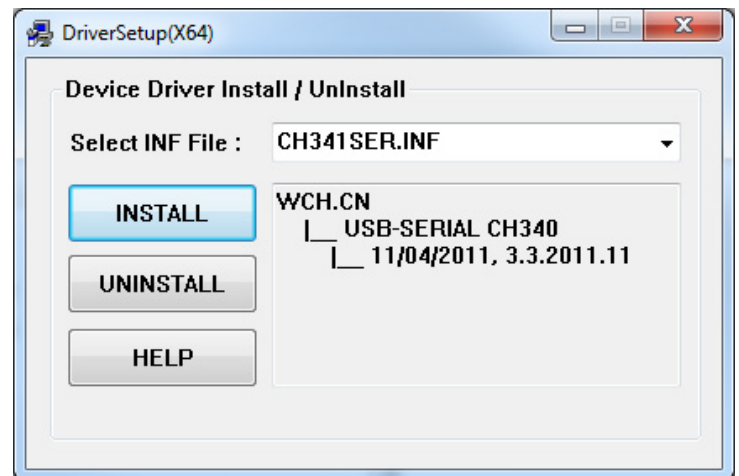 DriverSetup(X64)
Device Driver Install / UnInstall
Select INF File :
CH341SER.INF
INSTALL
UNINSTALL
HELP
WCH.CN
|__ USB-SERIAL CH340
|__ 11/04/2011, 3.3.2011.11